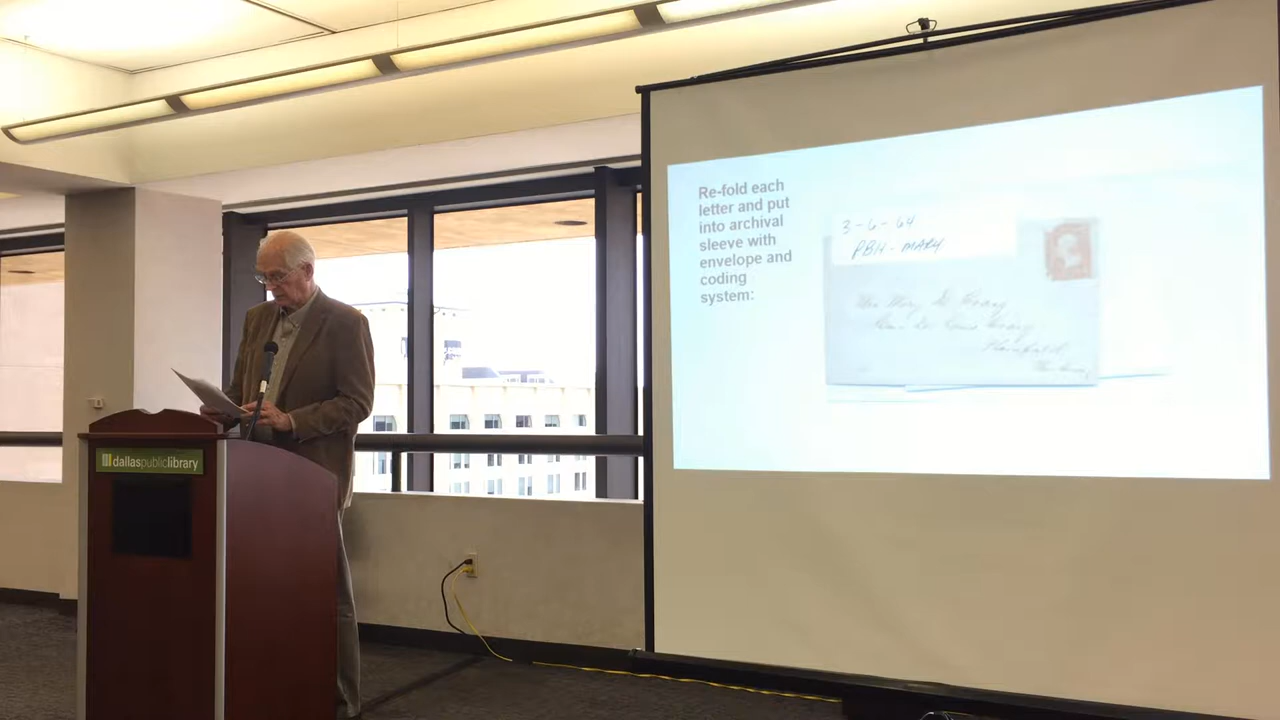 dallaspubliclibrary
Re-fold each
letter and put
into archival
sleeve with
envelope and
coding
system:
3-6-64
PBH-MARY